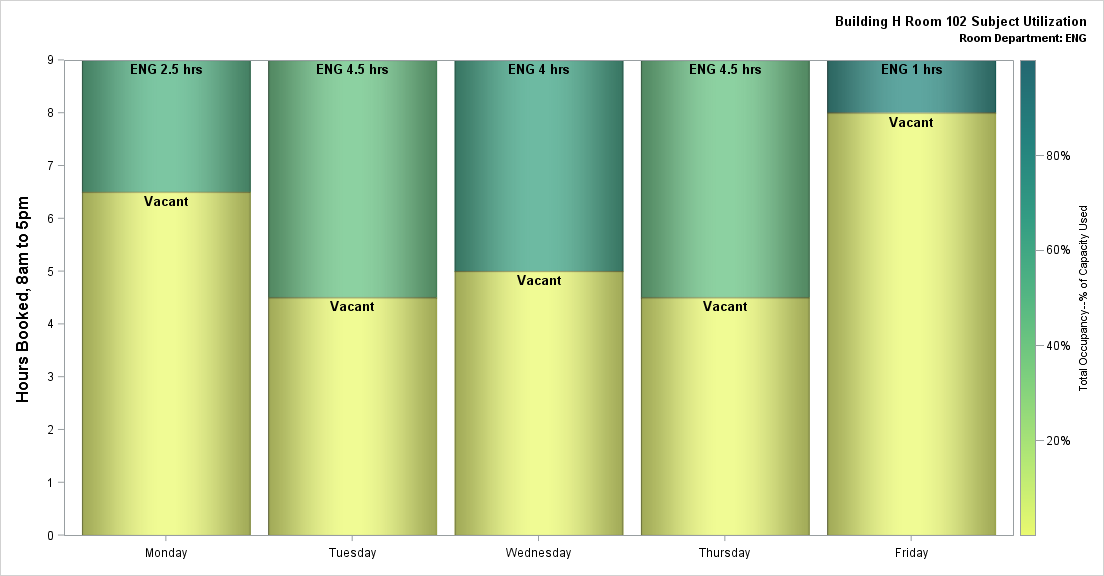 Building H Room 102 Subject Utilization
Room Department: ENG
Hours Booked, 8am to 5pm
9
8
7
6
5
4
3
2
1
0
ENG 2.5 hrs
Vacant
ENG 4.5 hrs
Vacant
ENG 4 hrs
Vacant
ENG 4.5 hrs
Vacant
ENG 1 hrs
Vacant
Monday
Tuesday
Wednesday
Thursday
Friday
80%
60%
40%
20%
Total Occupancy--% of Capacity Used